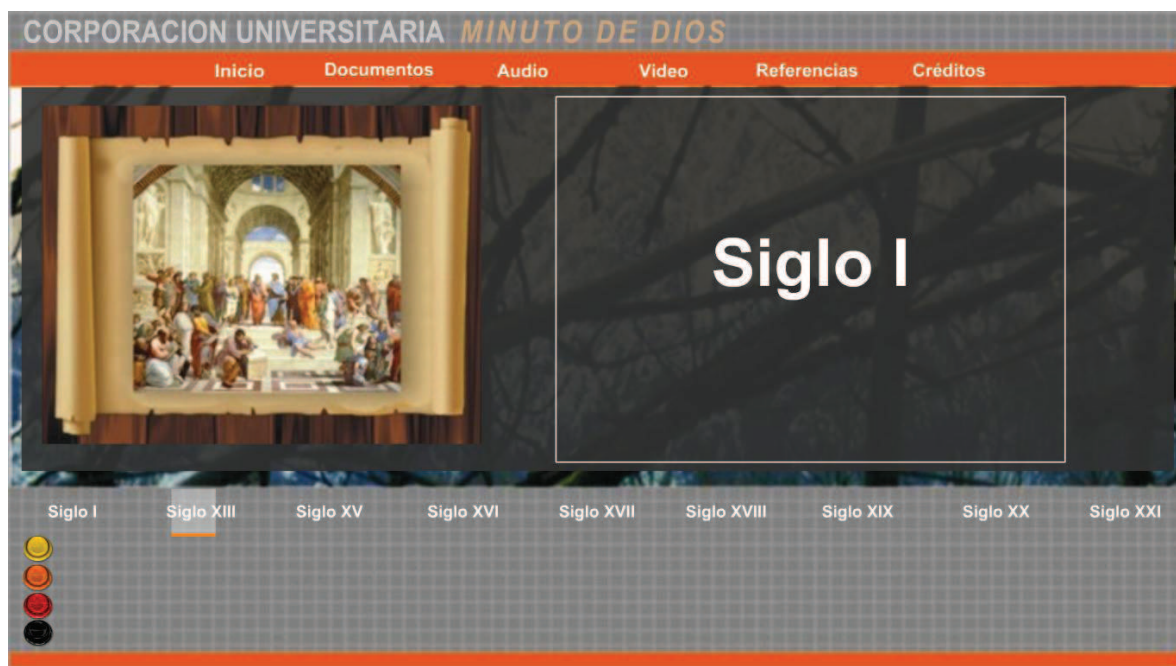 CORPORACION UNIVERSITARIA MINUTO DE DIOS
Inicio Documentos Audio Video Referencias Créditos
Siglo I
Siglo I Siglo XIII Siglo XV Siglo XVI Siglo XVII Siglo XVIII Siglo XIX Siglo XX Siglo XXI